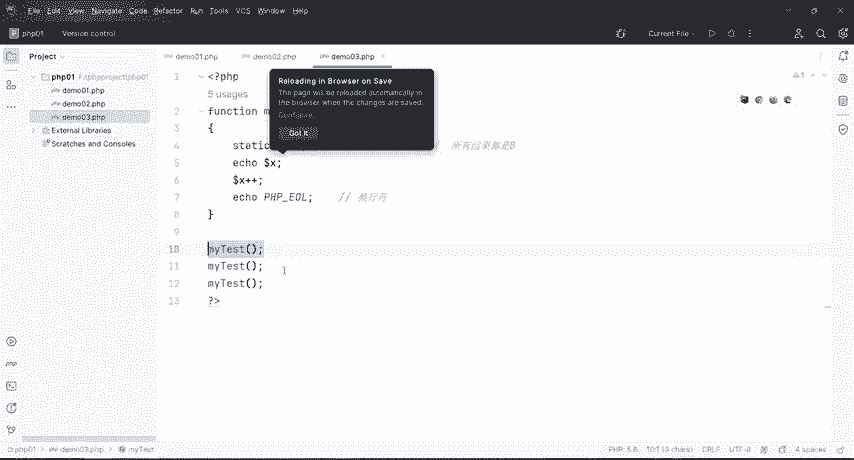 File Edit View Navigate Code Refactor Run Tools VCS Window Help
php01 Version control Current File
Project
demo01.php demo02.php demo03.php
php01 F:\phpproject\php01
demo01.php
demo02.php
demo03.php
External Libraries
Scratches and Consoles
Reloading in Browser on Save
The page will be reloaded automatically in
the browser when the changes are saved.
Configure...
Got It
1 <?php
5 usages
2 function m
3 {
4 static 所有结果都是0
5 echo $x;
6 $x++;
7 echo PHP_EOL; // 换行符
8 }
9
10 myTest();
11 myTest();
12 myTest();
13 ?>
1
php01 > demo03.php > myTest
PHP: 5.6 10:1 (9 chars) CRLF UTF-8 4 spaces